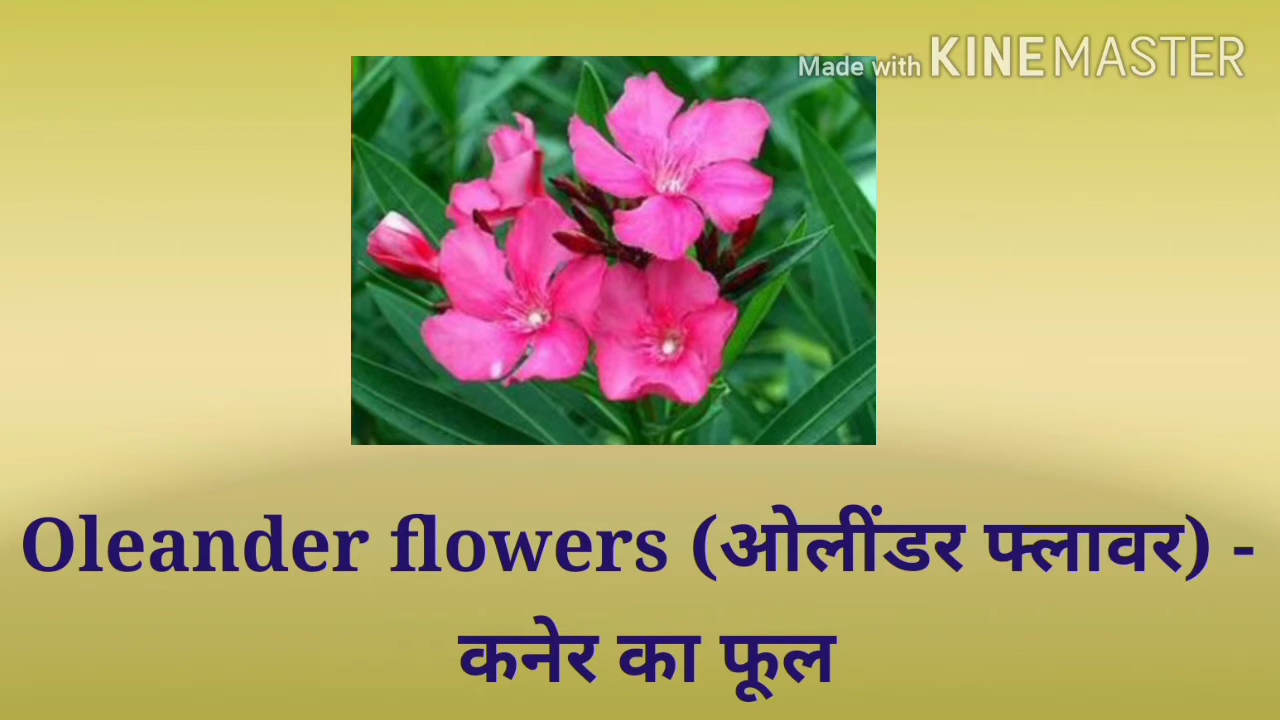 Made with KINEMASTER
Oleander flowers (ओलींडर फ्लावर) -
कनेर का फूल